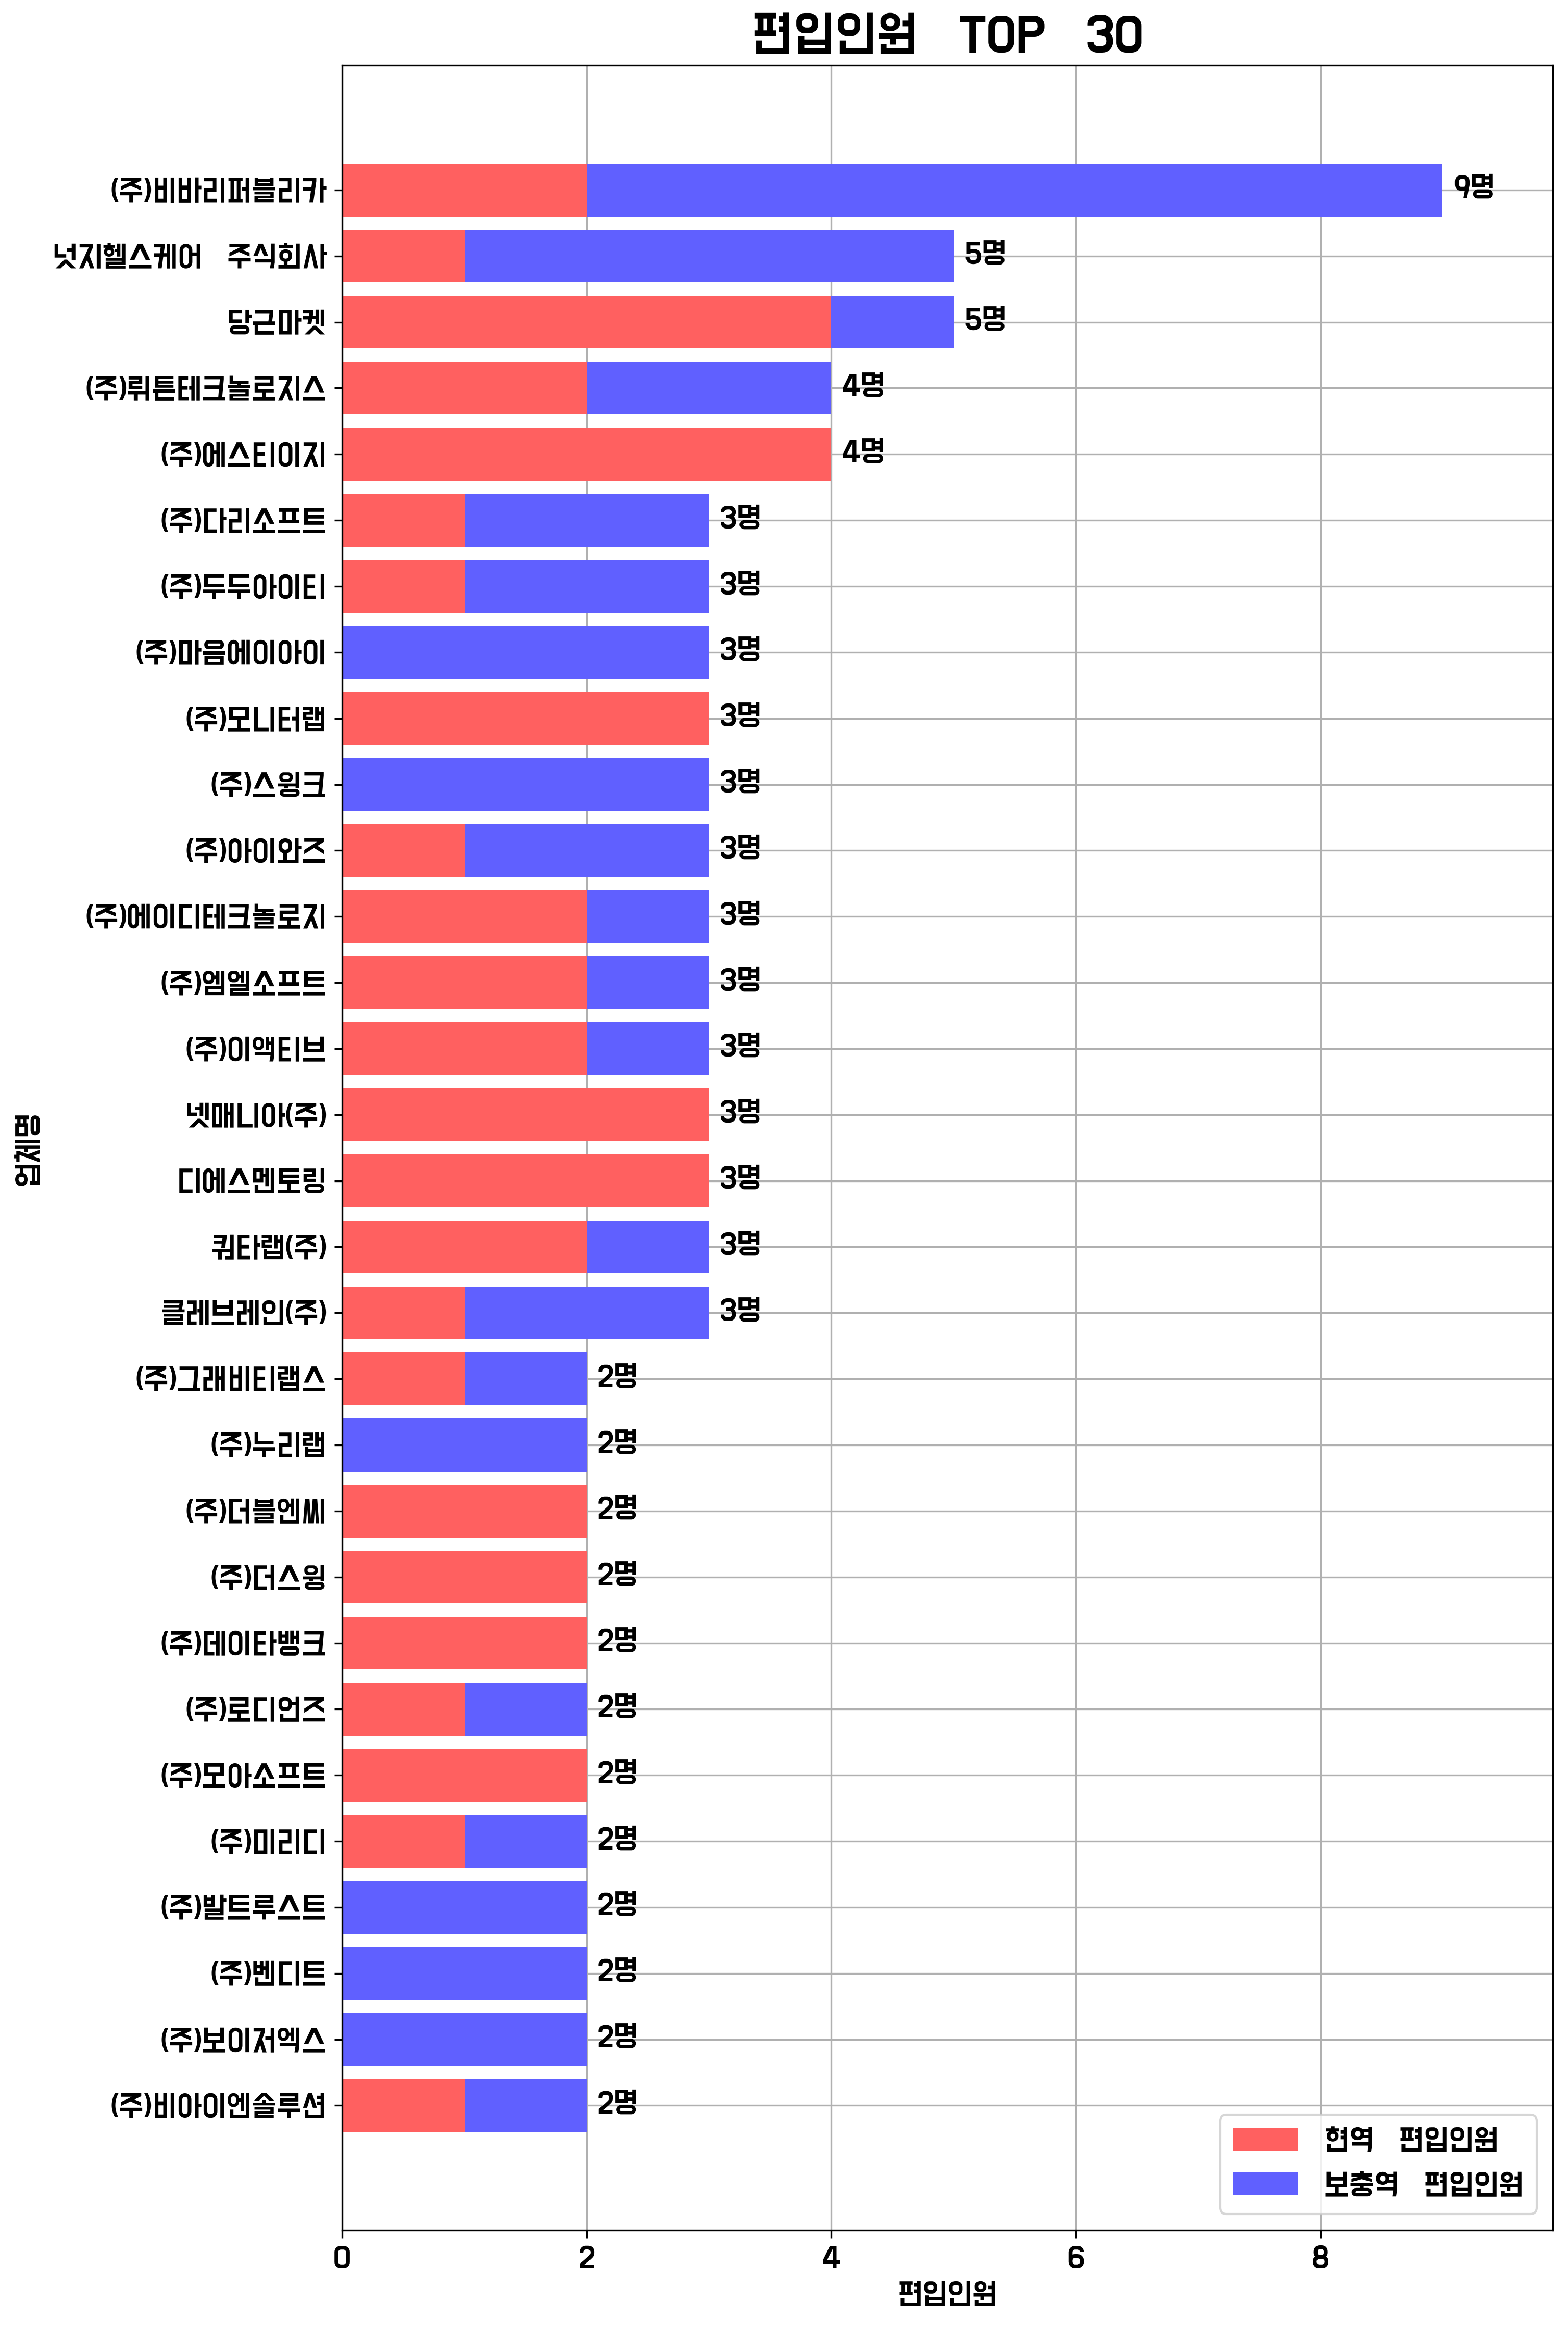 편입인원 TOP 30
(주)비바리퍼블리카 9명
넛지헬스케어 주식회사 5명
당근마켓 5명
(주)뤼튼테크놀로지스 4명
(주)에스티이지 4명
(주)다리소프트 3명
(주)두두아이티 3명
(주)마음에이아이 3명
(주)모니터랩 3명
(주)스윙크 3명
(주)아이와즈 3명
(주)에이디테크놀로지 3명
(주)엠엘소프트 3명
(주)이액티브 3명
넷매니아(주) 3명
디에스멘토링 3명
큅타랩(주) 3명
클레브레인(주) 3명
(주)그래비티랩스 2명
(주)누리랩 2명
(주)더블엔씨 2명
(주)더스윙 2명
(주)데이타뱅크 2명
(주)로디언즈 2명
(주)모아소프트 2명
(주)미리디 2명
(주)발트루스트 2명
(주)벤디트 2명
(주)보이저엑스 2명
(주)비아이엔솔루션 2명
업체명
현역 편입인원
보충역 편입인원
0 2 4 6 8
편입인원